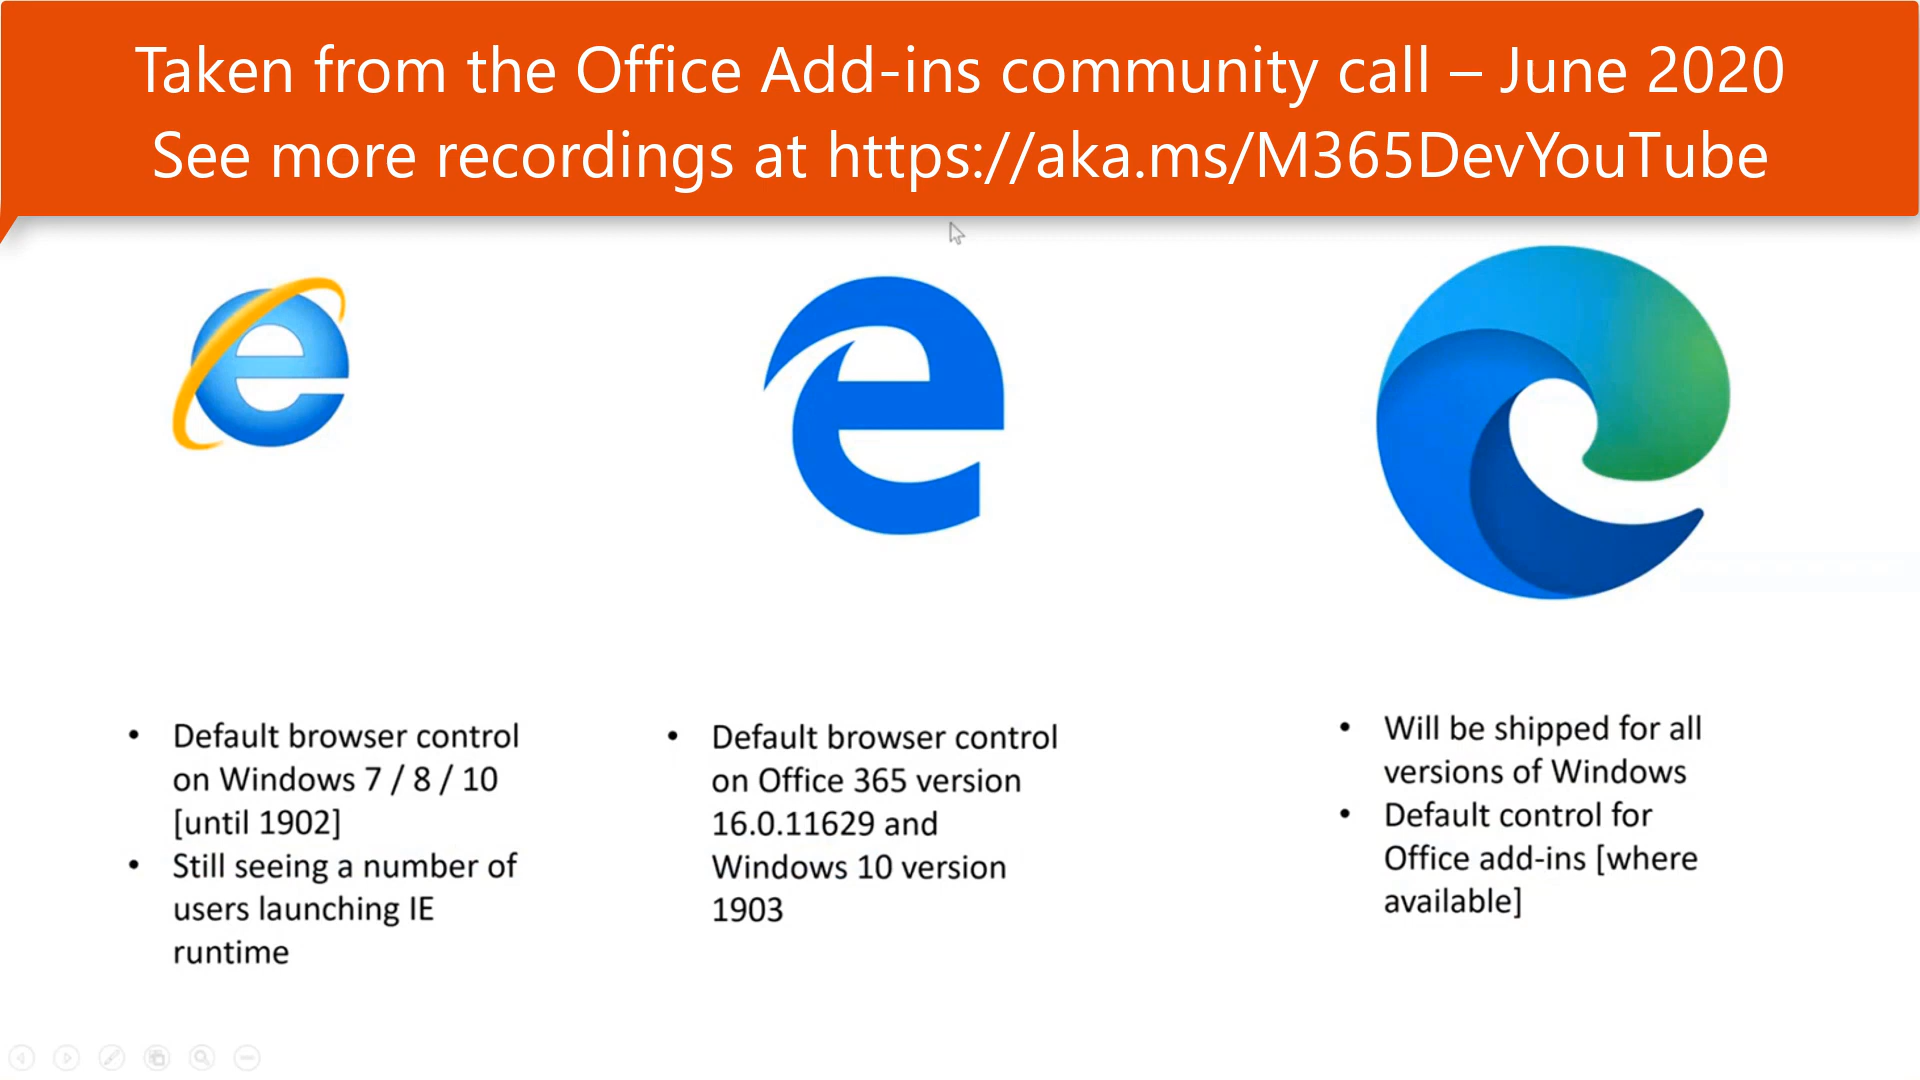 Taken from the Office Add-ins community call – June 2020
See more recordings at https://aka.ms/M365DevYouTube
• Default browser control
on Windows 7 / 8 / 10
[until 1902]
• Still seeing a number of
users launching IE
runtime
• Default browser control
on Office 365 version
16.0.11629 and
Windows 10 version
1903
• Will be shipped for all
versions of Windows
• Default control for
Office add-ins [where
available]